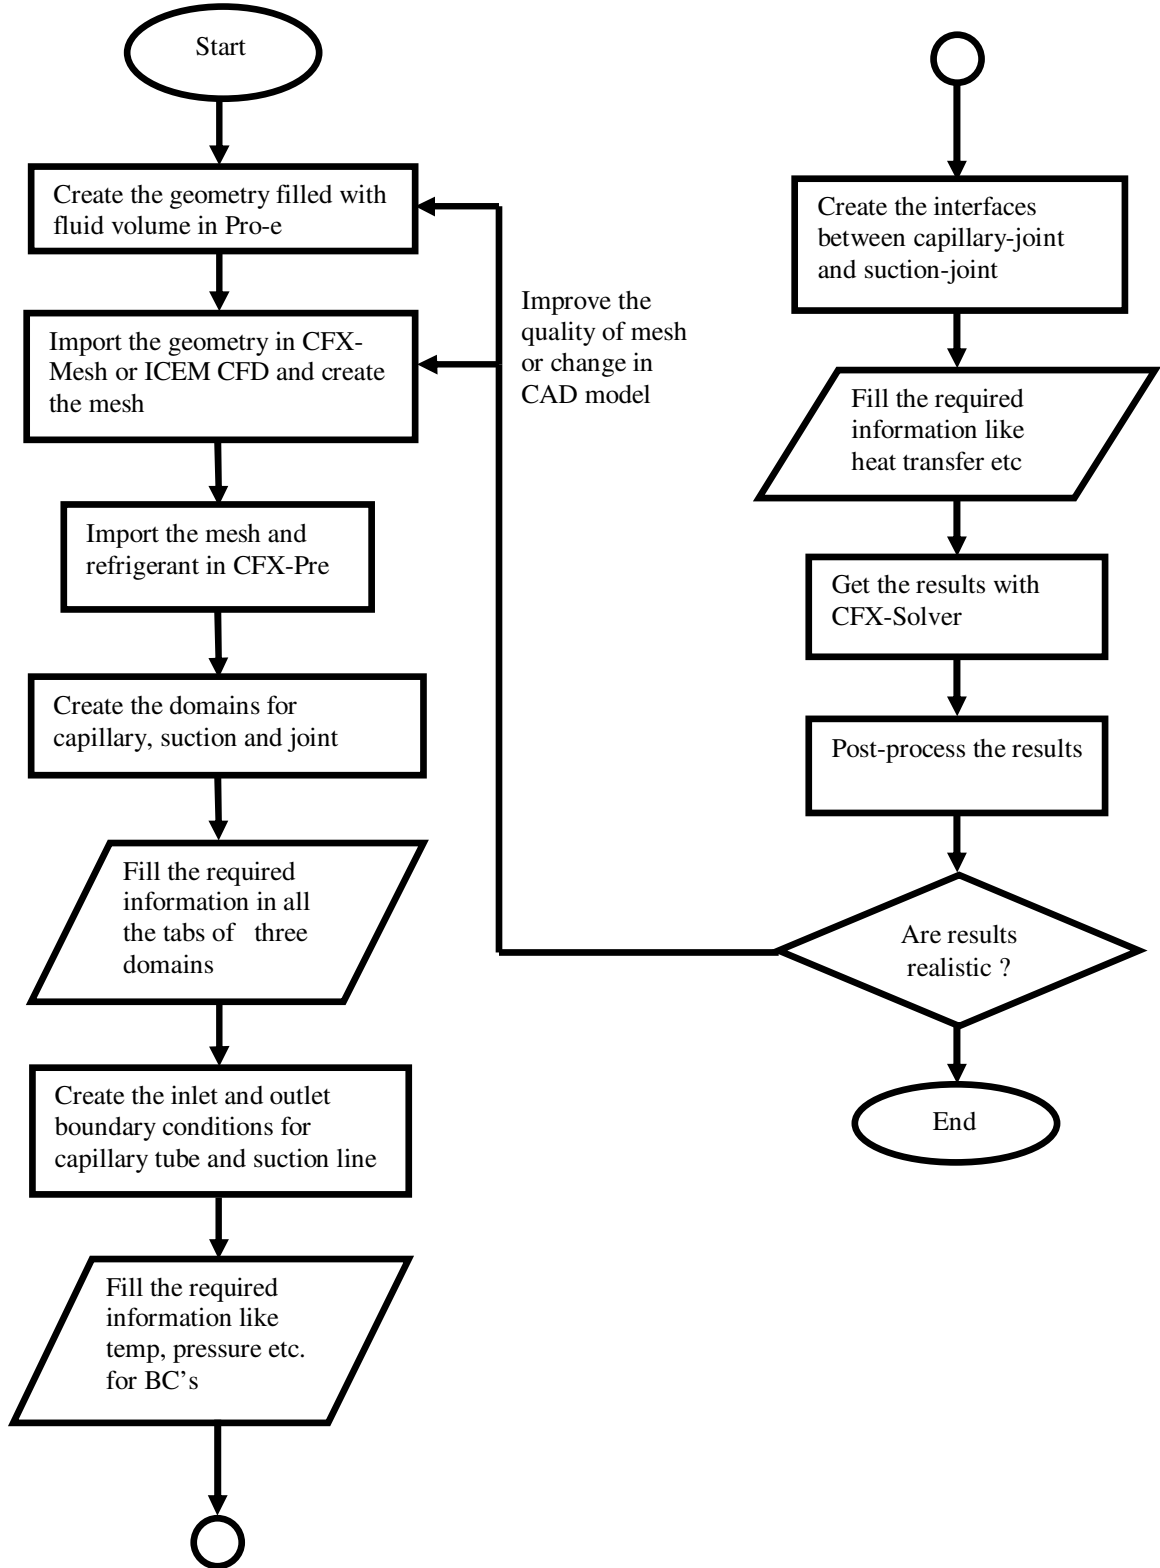 Start
Create the geometry filled with
fluid volume in Pro-e
Import the geometry in CFX-
Mesh or ICEM CFD and create
the mesh
Import the mesh and
refrigerant in CFX-Pre
Create the domains for
capillary, suction and joint
Fill the required
information in all
the tabs of three
domains
Create the inlet and outlet
boundary conditions for
capillary tube and suction line
Fill the required
information like
temp, pressure etc.
for BC's
Improve the
quality of mesh
or change in
CAD model
Create the interfaces
between capillary-joint
and suction-joint
Fill the required
information like
heat transfer etc
Get the results with
CFX-Solver
Post-process the results
Are results
realistic ?
End